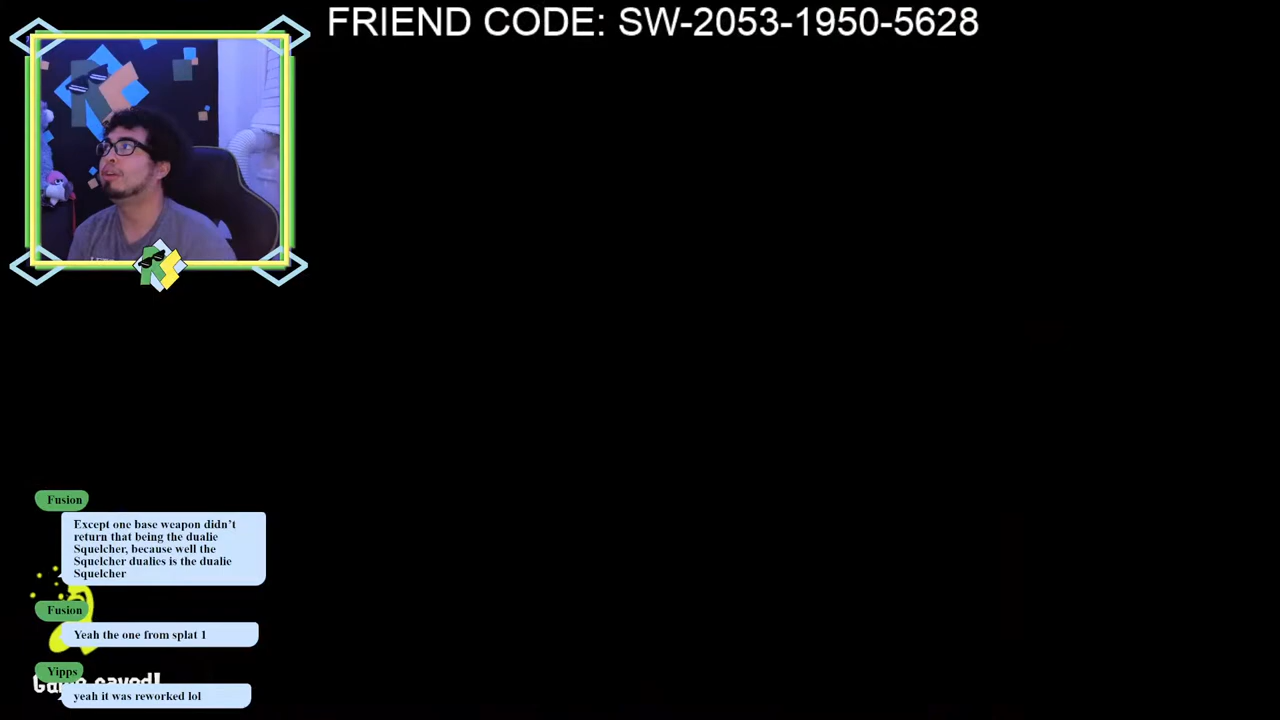 FRIEND CODE: SW-2053-1950-5628
Fusion
Except one base weapon didn't
return that being the dualie
Squelcher, because well the
Squelcher dualies is the dualie
Squelcher
Fusion
Yeah the one from splat 1
Yipps
Game saved!
yeah it was reworked lol